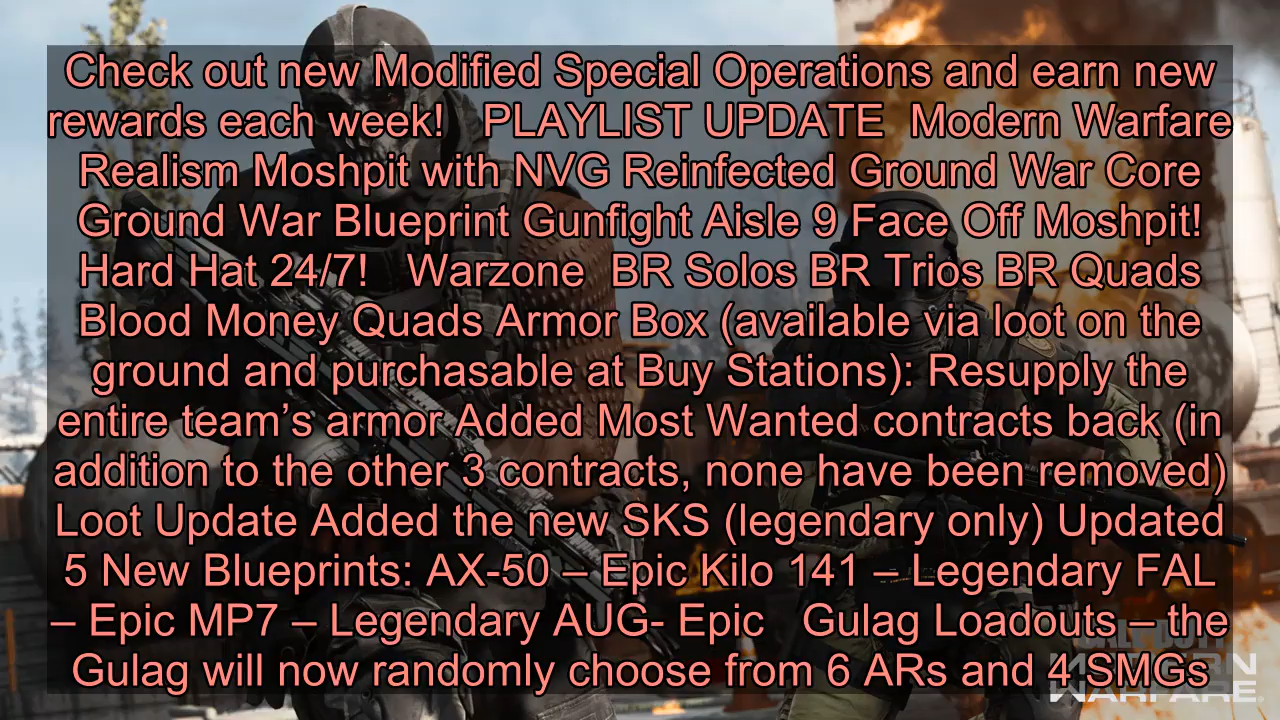 Check out new Modified Special Operations and earn new
rewards each week!   PLAYLIST UPDATE  Modern Warfare
Realism Moshpit with NVG Reinfected Ground War Core
Ground War Blueprint Gunfight Aisle 9 Face Off Moshpit!
Hard Hat 24/7!   Warzone  BR Solos BR Trios BR Quads
Blood Money Quads Armor Box (available via loot on the
ground and purchasable at Buy Stations): Resupply the
entire team’s armor Added Most Wanted contracts back (in
addition to the other 3 contracts, none have been removed)
Loot Update Added the new SKS (legendary only) Updated
5 New Blueprints: AX-50 – Epic Kilo 141 – Legendary FAL
– Epic MP7 – Legendary AUG- Epic   Gulag Loadouts – the
Gulag will now randomly choose from 6 ARs and 4 SMGs
CALL OF DUTY
MODERN
WARFARE